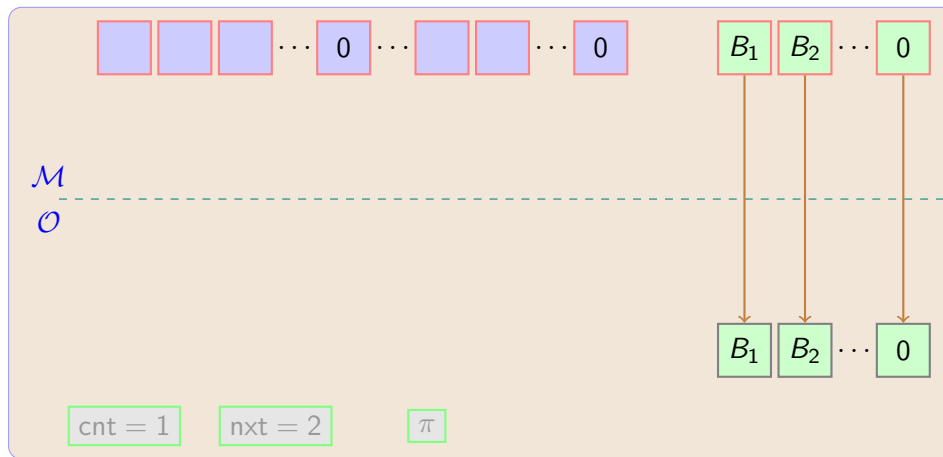 ⋯ 0 ⋯ ⋯ 0 B₁ B₂ ⋯ 0
ℳ
𝒪
B₁ B₂ ⋯ 0
cnt = 1 nxt = 2 π